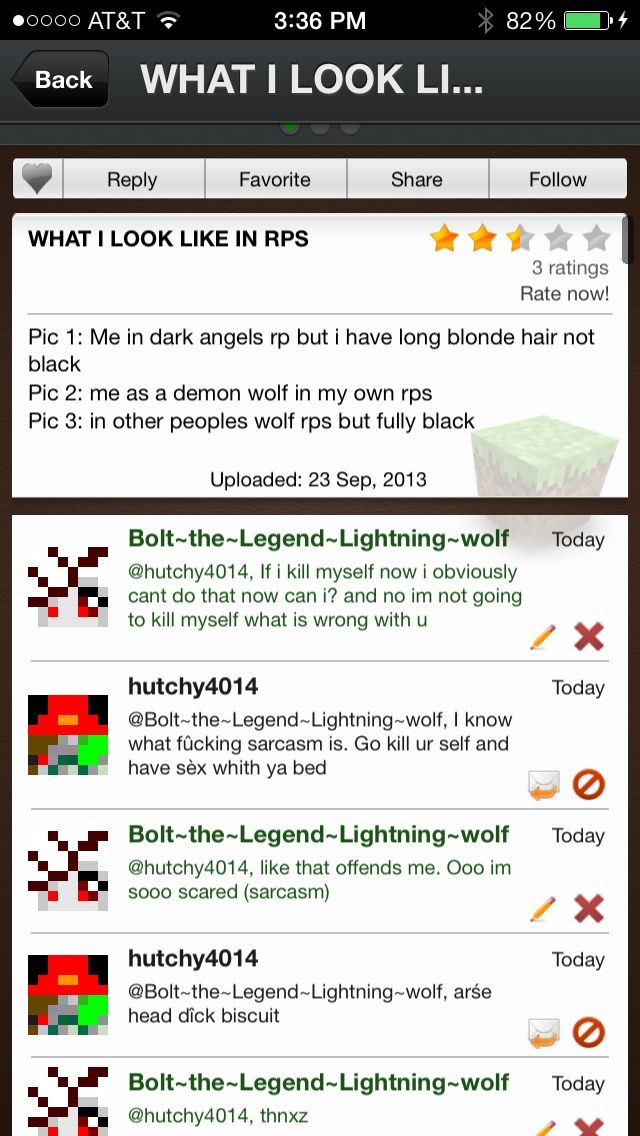 AT&T 3:36 PM 82%
Back WHAT I LOOK LI...
Reply Favorite Share Follow
WHAT I LOOK LIKE IN RPS
3 ratings
Rate now!
Pic 1: Me in dark angels rp but i have long blonde hair not
black
Pic 2: me as a demon wolf in my own rps
Pic 3: in other peoples wolf rps but fully black
Uploaded: 23 Sep, 2013
Bolt~the~Legend~Lightning~wolf Today
@hutchy4014, If i kill myself now i obviously
cant do that now can i? and no im not going
to kill myself what is wrong with u
hutchy4014 Today
@Bolt~the~Legend~Lightning~wolf, I know
what fûcking sarcasm is. Go kill ur self and
have sèx whith ya bed
Bolt~the~Legend~Lightning~wolf Today
@hutchy4014, like that offends me. Ooo im
sooo scared (sarcasm)
hutchy4014 Today
@Bolt~the~Legend~Lightning~wolf, arśe
head dîck biscuit
Bolt~the~Legend~Lightning~wolf Today
@hutchy4014, thnxz